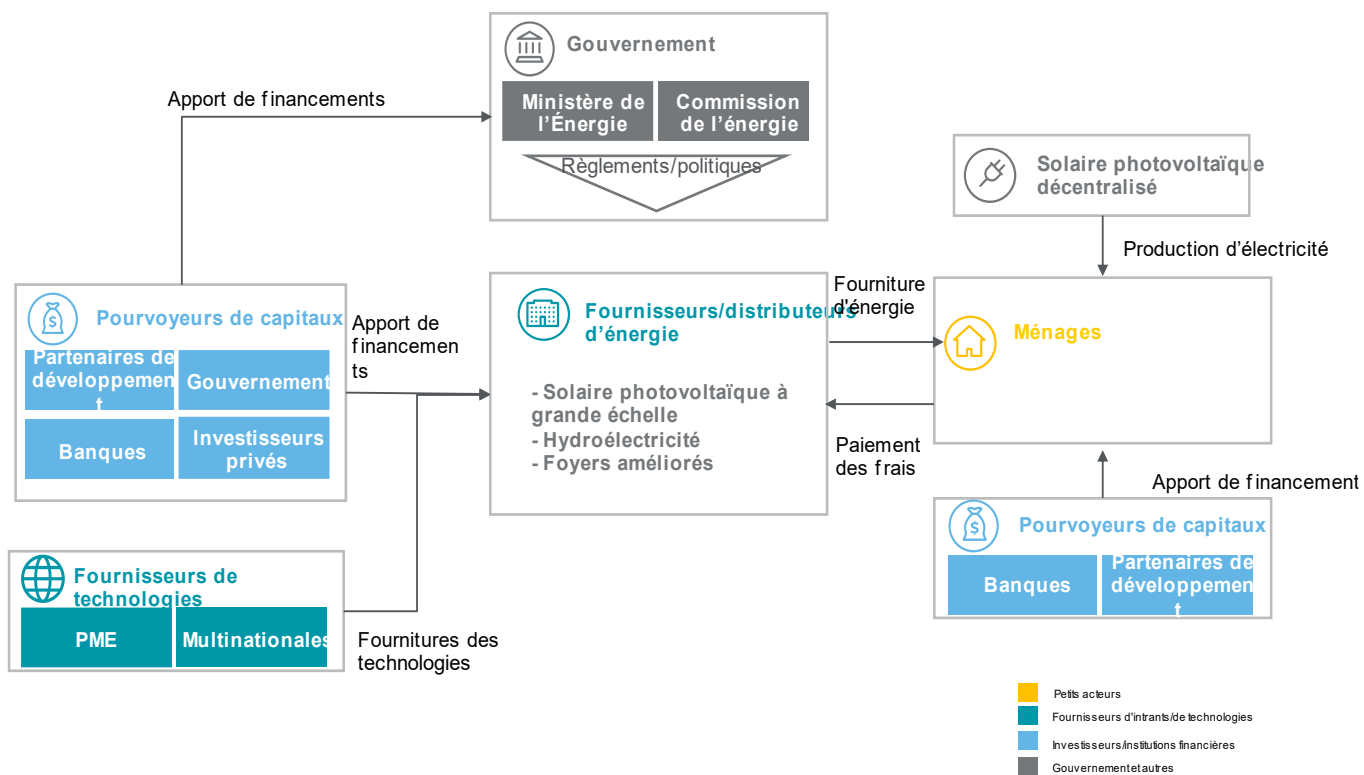 Gouvernement
Ministère de
l’Énergie
Commission
de l’énergie
Règlements/politiques
Apport de financements
Solaire photovoltaïque
décentralisé
Production d’électricité
Pourvoyeurs de capitaux
Partenaires de
développemen
t
Gouvernement
Banques
Investisseurs
privés
Apport de
financemen
ts
Fournisseurs/distributeurs
d’énergie
- Solaire photovoltaïque à
grande échelle
- Hydroélectricité
- Foyers améliorés
Fourniture
d'énergie
Paiement
des frais
Ménages
Apport de financement
Pourvoyeurs de capitaux
Banques
Partenaires de
développemen
t
Fournisseurs de
technologies
PME
Multinationales
Fournitures des
technologies
Petits acteurs
Fournisseurs d'intrants/de technologies
Investisseurs/institutions financières
Gouvernement et autres